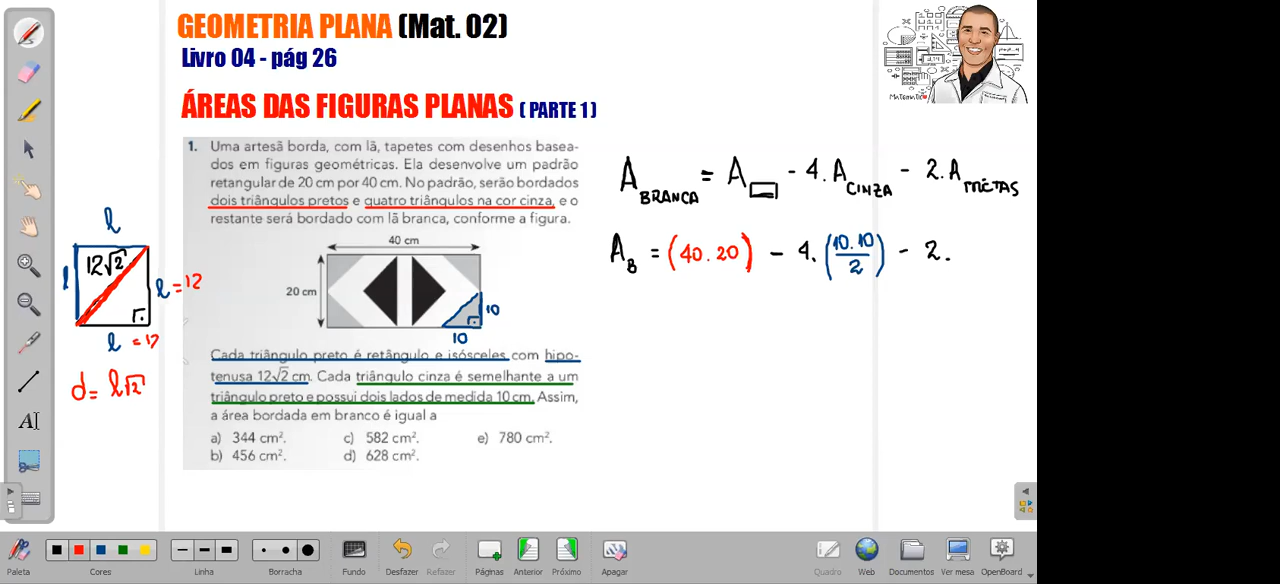 GEOMETRIA PLANA (Mat. 02)
Livro 04 - pág 26
ÁREAS DAS FIGURAS PLANAS ( PARTE 1 )
1. Uma artesã borda, com lã, tapetes com desenhos basea-
dos em figuras geométricas. Ela desenvolve um padrão
retangular de 20 cm por 40 cm. No padrão, serão bordados
dois triângulos pretos e quatro triângulos na cor cinza, e o
restante será bordado com lã branca, conforme a figura.
40 cm
20 cm
10
10
Cada triângulo preto é retângulo e isósceles com hipo-
tenusa 12√2 cm. Cada triângulo cinza é semelhante a um
triângulo preto e possui dois lados de medida 10 cm. Assim,
a área bordada em branco é igual a
a) 344 cm². c) 582 cm². e) 780 cm².
b) 456 cm². d) 628 cm².
l
12√2
l
l = 12
l = 12
d = l√2
A BRANCA = A ▭ - 4. A CINZA - 2. A PRETAS
A B = (40.20) - 4. (10.10/2) - 2.
Matemática
A
Paleta
Cores
Linha
Borracha
Fundo
Desfazer
Refazer
Páginas
Anterior
Próximo
Apagar
Quadro
Web
Documentos
Ver mesa
OpenBoard